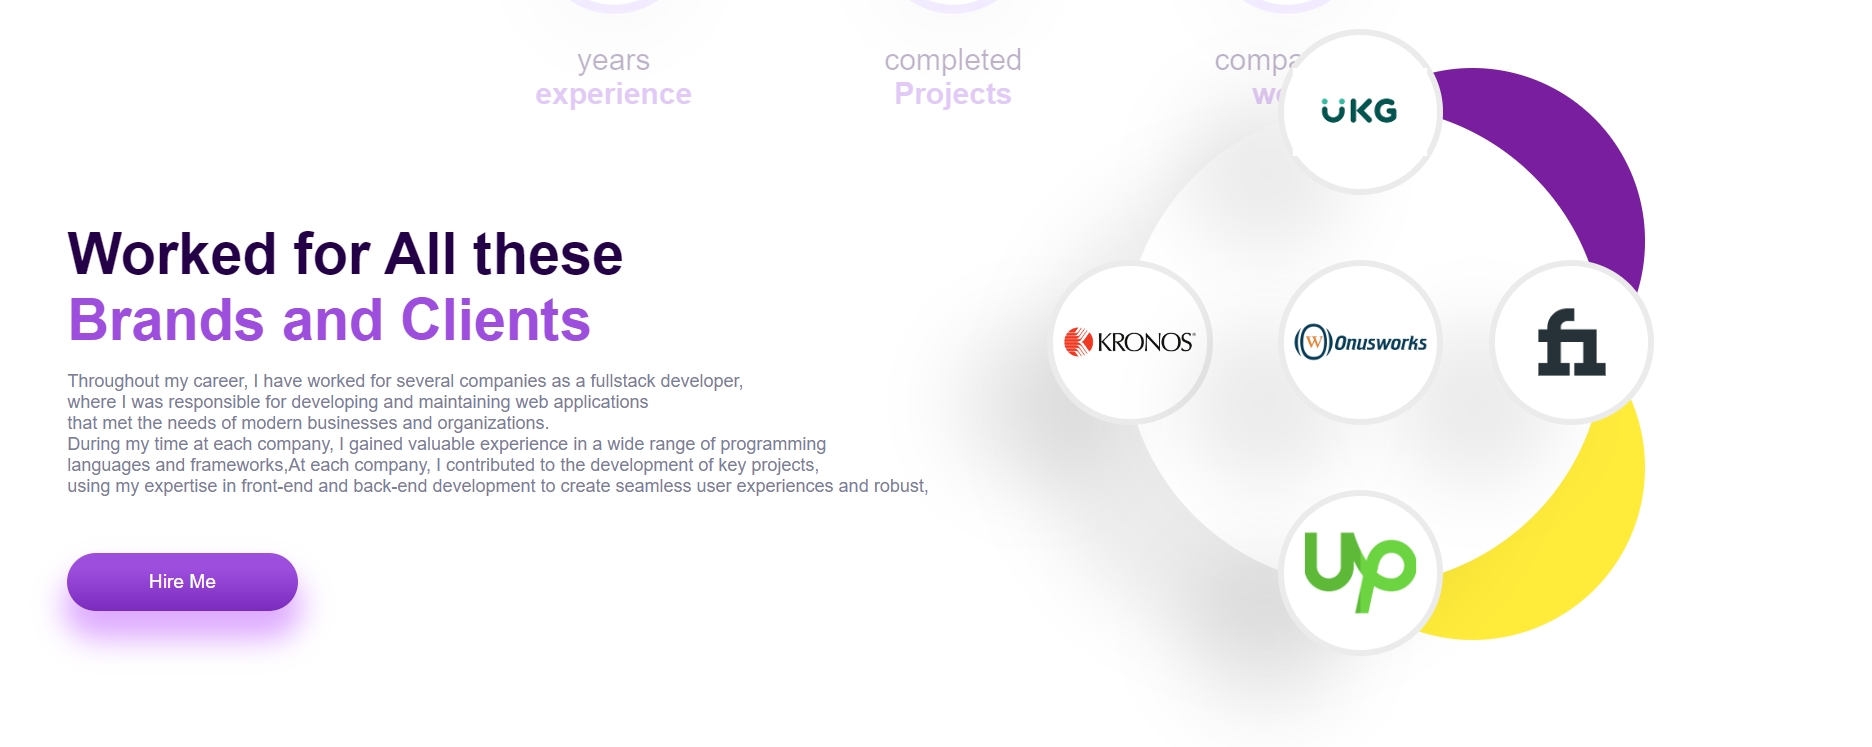 years
experience
completed
Projects
UKG
Worked for All these
Brands and Clients
Throughout my career, I have worked for several companies as a fullstack developer,
where I was responsible for developing and maintaining web applications
that met the needs of modern businesses and organizations.
During my time at each company, I gained valuable experience in a wide range of programming
languages and frameworks,At each company, I contributed to the development of key projects,
using my expertise in front-end and back-end development to create seamless user experiences and robust,
Hire Me
KRONOS®
W Onusworks
fi
up